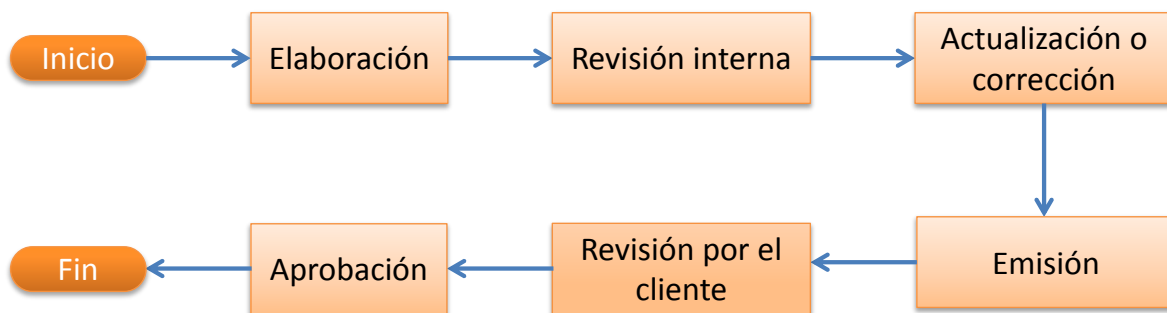 Inicio
Elaboración
Revisión interna
Actualización o
corrección
Emisión
Revisión por el
cliente
Aprobación
Fin